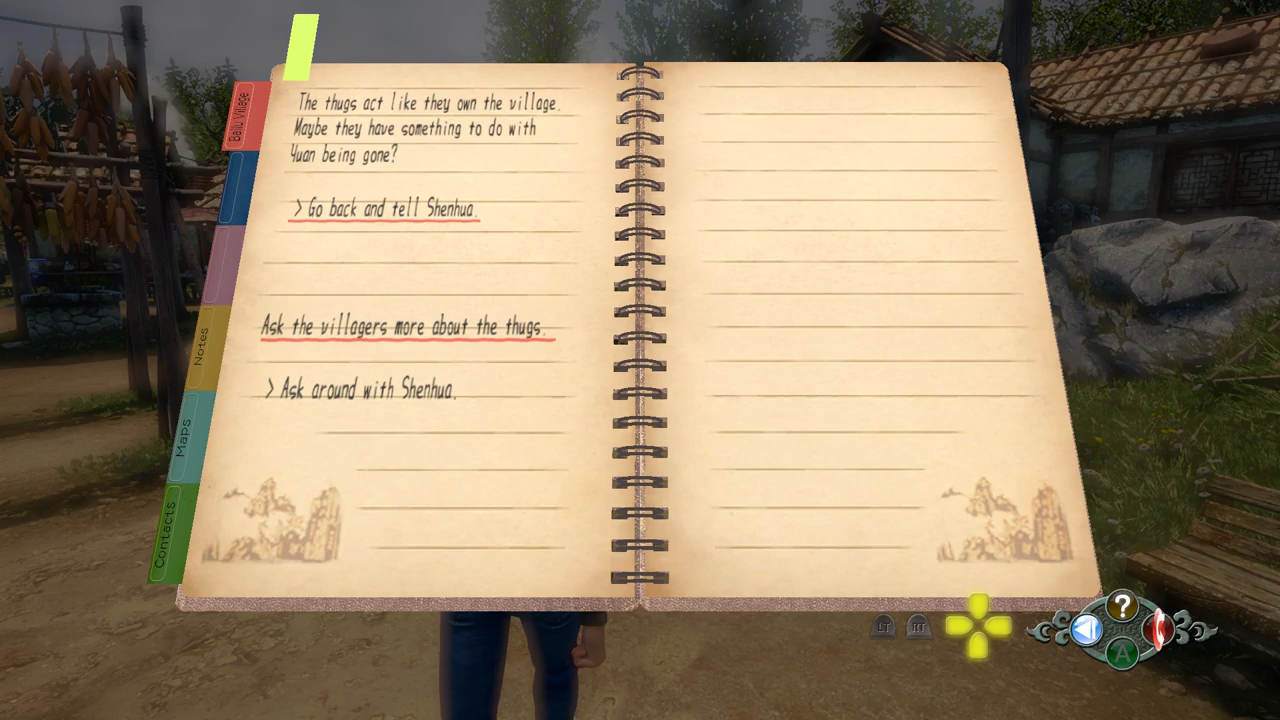 The thugs act like they own the village.
Maybe they have something to do with
Yuan being gone?
> Go back and tell Shenhua.
Ask the villagers more about the thugs.
> Ask around with Shenhua.
Bailu Village
Notes
Maps
Contacts
LT
RT
?
A